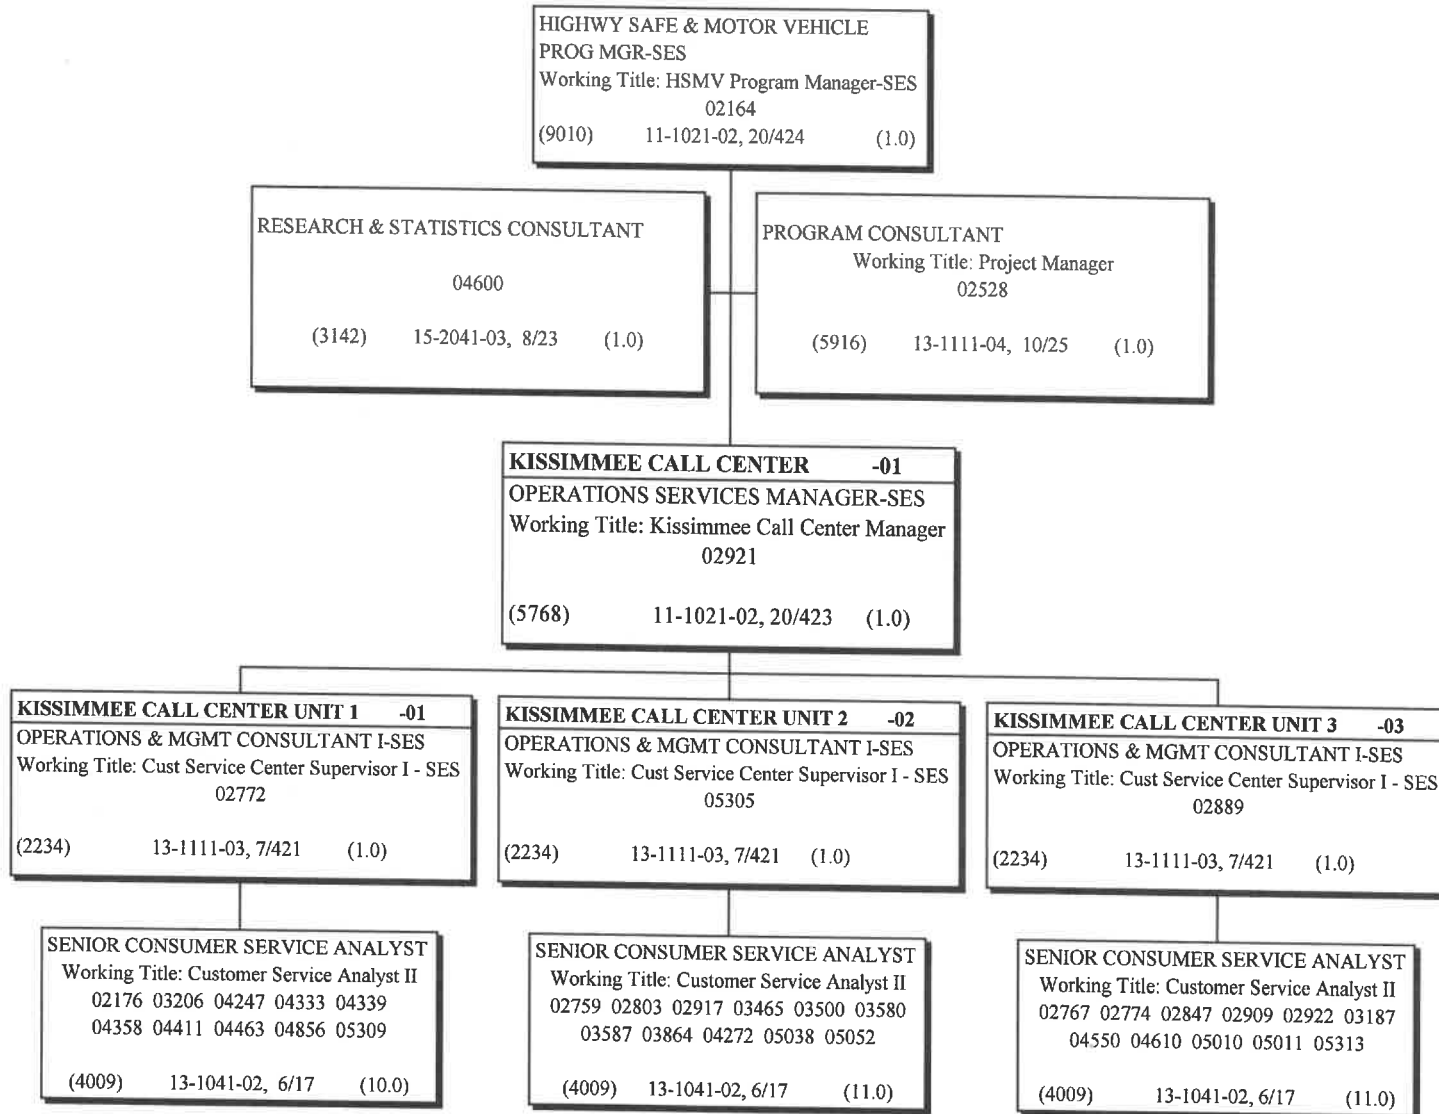 HIGHWY SAFE & MOTOR VEHICLE
PROG MGR-SES
Working Title: HSMV Program Manager-SES
02164
(9010) 11-1021-02, 20/424 (1.0)
RESEARCH & STATISTICS CONSULTANT
04600
(3142) 15-2041-03, 8/23 (1.0)
PROGRAM CONSULTANT
Working Title: Project Manager
02528
(5916) 13-1111-04, 10/25 (1.0)
KISSIMMEE CALL CENTER -01
OPERATIONS SERVICES MANAGER-SES
Working Title: Kissimmee Call Center Manager
02921
(5768) 11-1021-02, 20/423 (1.0)
KISSIMMEE CALL CENTER UNIT 1 -01
OPERATIONS & MGMT CONSULTANT I-SES
Working Title: Cust Service Center Supervisor I - SES
02772
(2234) 13-1111-03, 7/421 (1.0)
KISSIMMEE CALL CENTER UNIT 2 -02
OPERATIONS & MGMT CONSULTANT I-SES
Working Title: Cust Service Center Supervisor I - SES
05305
(2234) 13-1111-03, 7/421 (1.0)
KISSIMMEE CALL CENTER UNIT 3 -03
OPERATIONS & MGMT CONSULTANT I-SES
Working Title: Cust Service Center Supervisor I - SES
02889
(2234) 13-1111-03, 7/421 (1.0)
SENIOR CONSUMER SERVICE ANALYST
Working Title: Customer Service Analyst II
02176 03206 04247 04333 04339
04358 04411 04463 04856 05309
(4009) 13-1041-02, 6/17 (10.0)
SENIOR CONSUMER SERVICE ANALYST
Working Title: Customer Service Analyst II
02759 02803 02917 03465 03500 03580
03587 03864 04272 05038 05052
(4009) 13-1041-02, 6/17 (11.0)
SENIOR CONSUMER SERVICE ANALYST
Working Title: Customer Service Analyst II
02767 02774 02847 02909 02922 03187
04550 04610 05010 05011 05313
(4009) 13-1041-02, 6/17 (11.0)